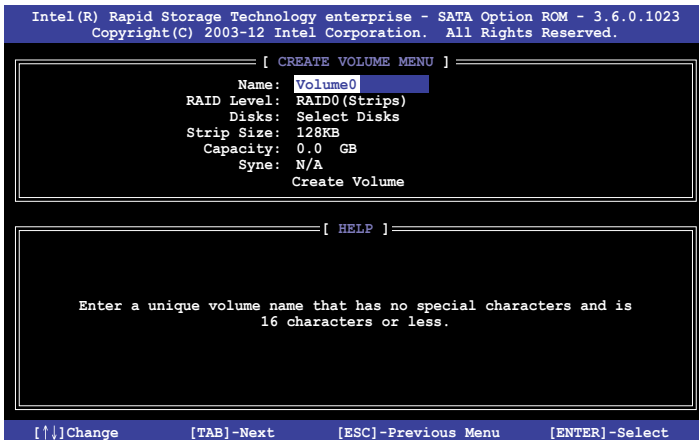 Intel(R) Rapid Storage Technology enterprise - SATA Option ROM - 3.6.0.1023
Copyright(C) 2003-12 Intel Corporation. All Rights Reserved.
[ CREATE VOLUME MENU ]
Name: Volume0
RAID Level: RAID0(Strips)
Disks: Select Disks
Strip Size: 128KB
Capacity: 0.0 GB
Syne: N/A
Create Volume
[ HELP ]
Enter a unique volume name that has no special characters and is
16 characters or less.
[↑↓]Change [TAB]-Next [ESC]-Previous Menu [ENTER]-Select